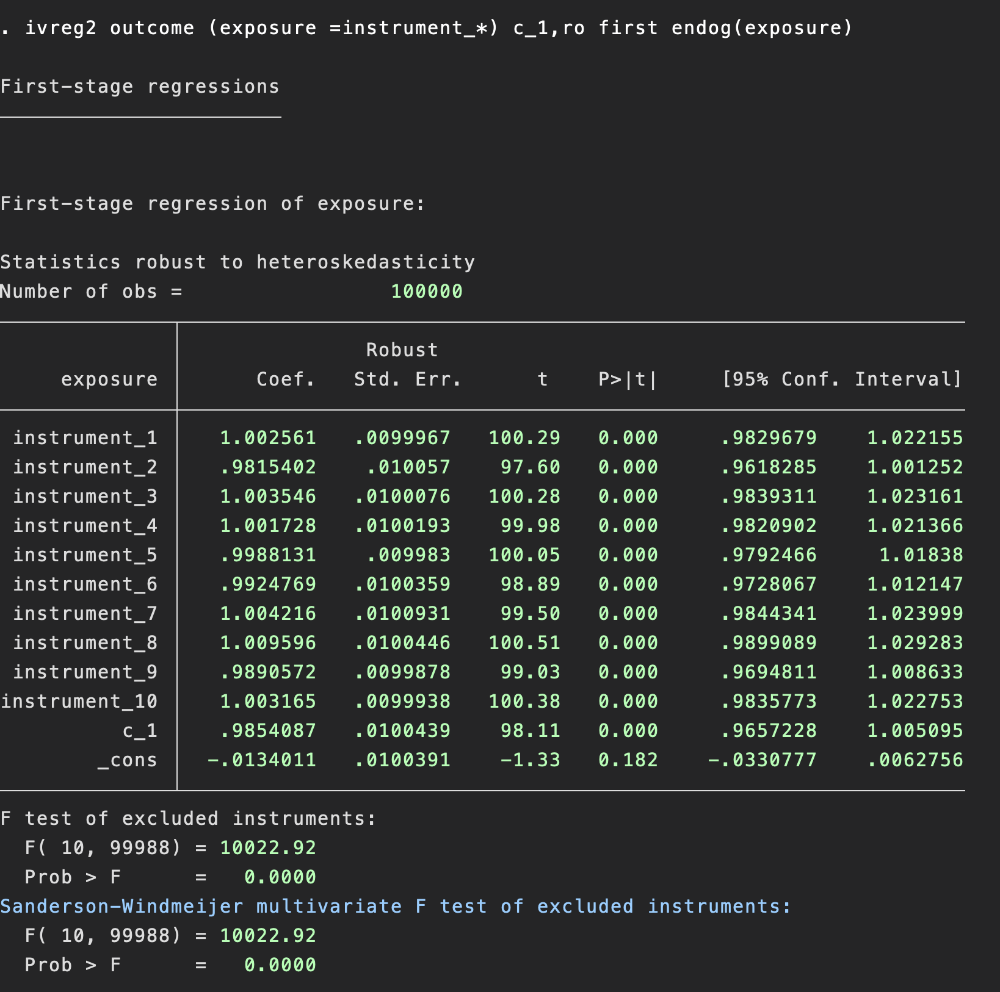 . ivreg2 outcome (exposure =instrument_*) c_1,ro first endog(exposure)
First-stage regressions
First-stage regression of exposure:
Statistics robust to heteroskedasticity
Number of obs = 100000
Robust
exposure Coef. Std. Err. t P>|t| [95% Conf. Interval]
instrument_1 1.002561 .0099967 100.29 0.000 .9829679 1.022155
instrument_2 .9815402 .010057 97.60 0.000 .9618285 1.001252
instrument_3 1.003546 .0100076 100.28 0.000 .9839311 1.023161
instrument_4 1.001728 .0100193 99.98 0.000 .9820902 1.021366
instrument_5 .9988131 .009983 100.05 0.000 .9792466 1.01838
instrument_6 .9924769 .0100359 98.89 0.000 .9728067 1.012147
instrument_7 1.004216 .0100931 99.50 0.000 .9844341 1.023999
instrument_8 1.009596 .0100446 100.51 0.000 .9899089 1.029283
instrument_9 .9890572 .0099878 99.03 0.000 .9694811 1.008633
instrument_10 1.003165 .0099938 100.38 0.000 .9835773 1.022753
c_1 .9854087 .0100439 98.11 0.000 .9657228 1.005095
_cons -.0134011 .0100391 -1.33 0.182 -.0330777 .0062756
F test of excluded instruments:
F( 10, 99988) = 10022.92
Prob > F = 0.0000
Sanderson-Windmeijer multivariate F test of excluded instruments:
F( 10, 99988) = 10022.92
Prob > F = 0.0000